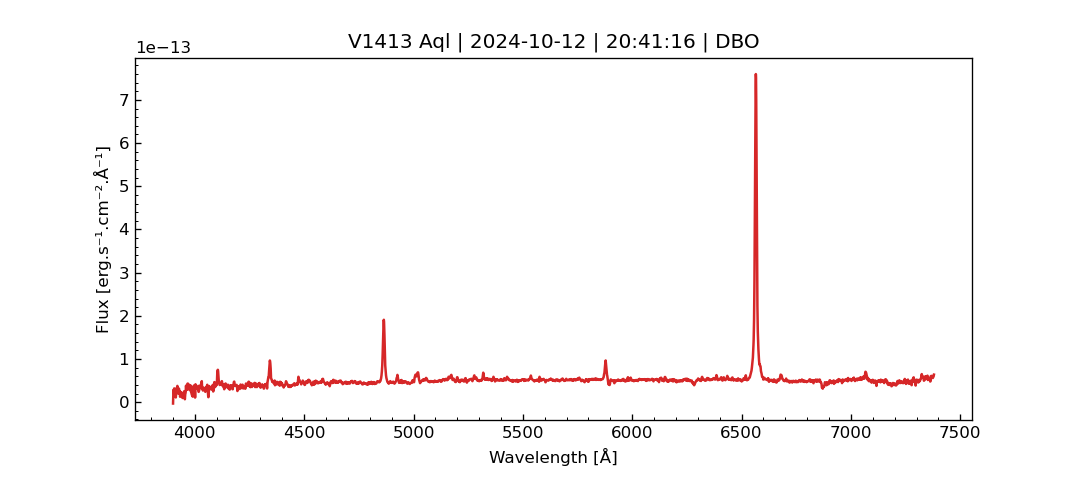 V1413 Aql | 2024-10-12 | 20:41:16 | DBO
1e−13
Flux [erg.s⁻¹.cm⁻².Å⁻¹]
7
6
5
4
3
2
1
0
4000 4500 5000 5500 6000 6500 7000 7500
Wavelength [Å]